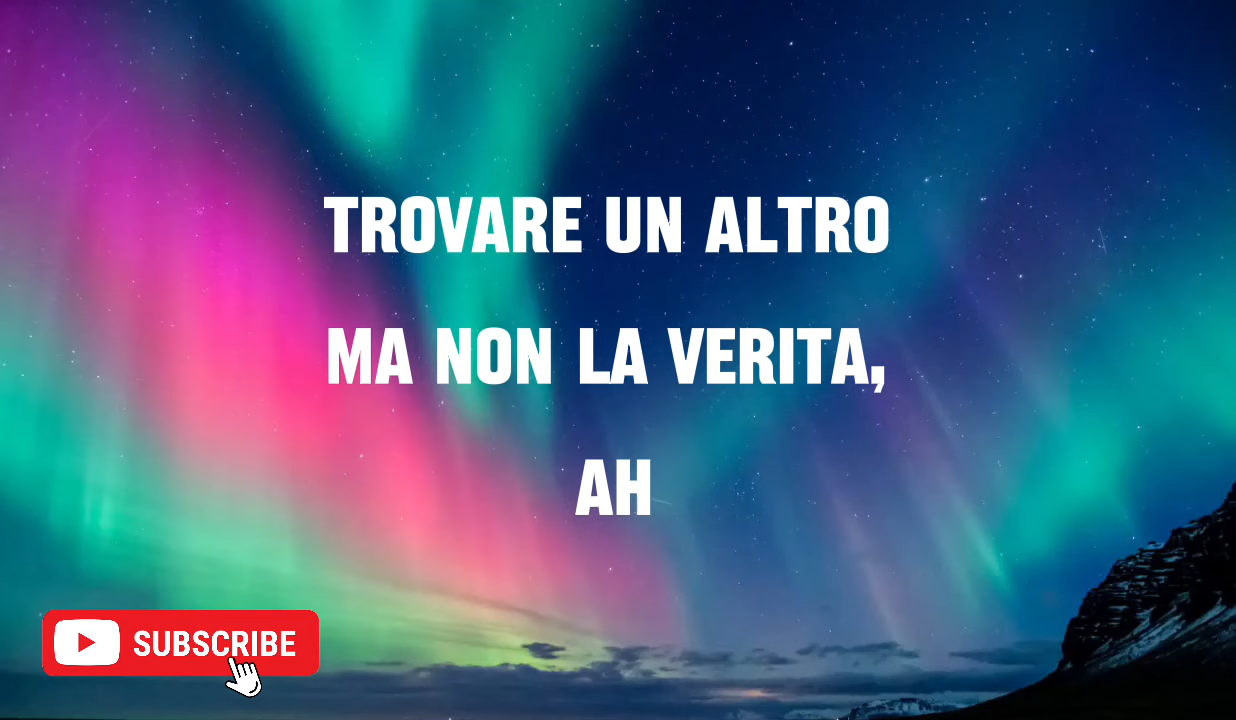 TROVARE UN ALTRO
MA NON LA VERITA,
AH
SUBSCRIBE